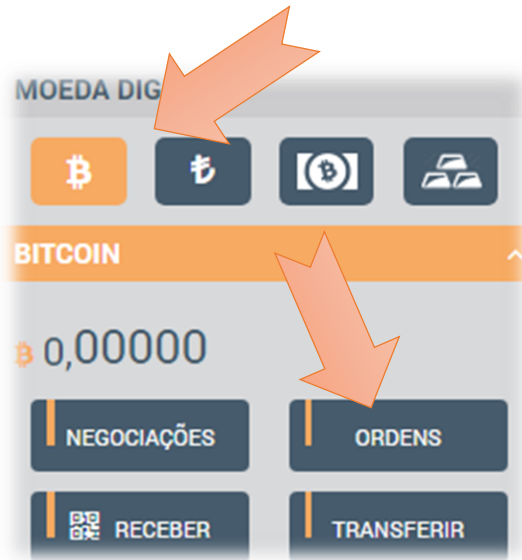 MOEDA DIG
BITCOIN
0,00000
NEGOCIAÇÕES
ORDENS
RECEBER
TRANSFERIR